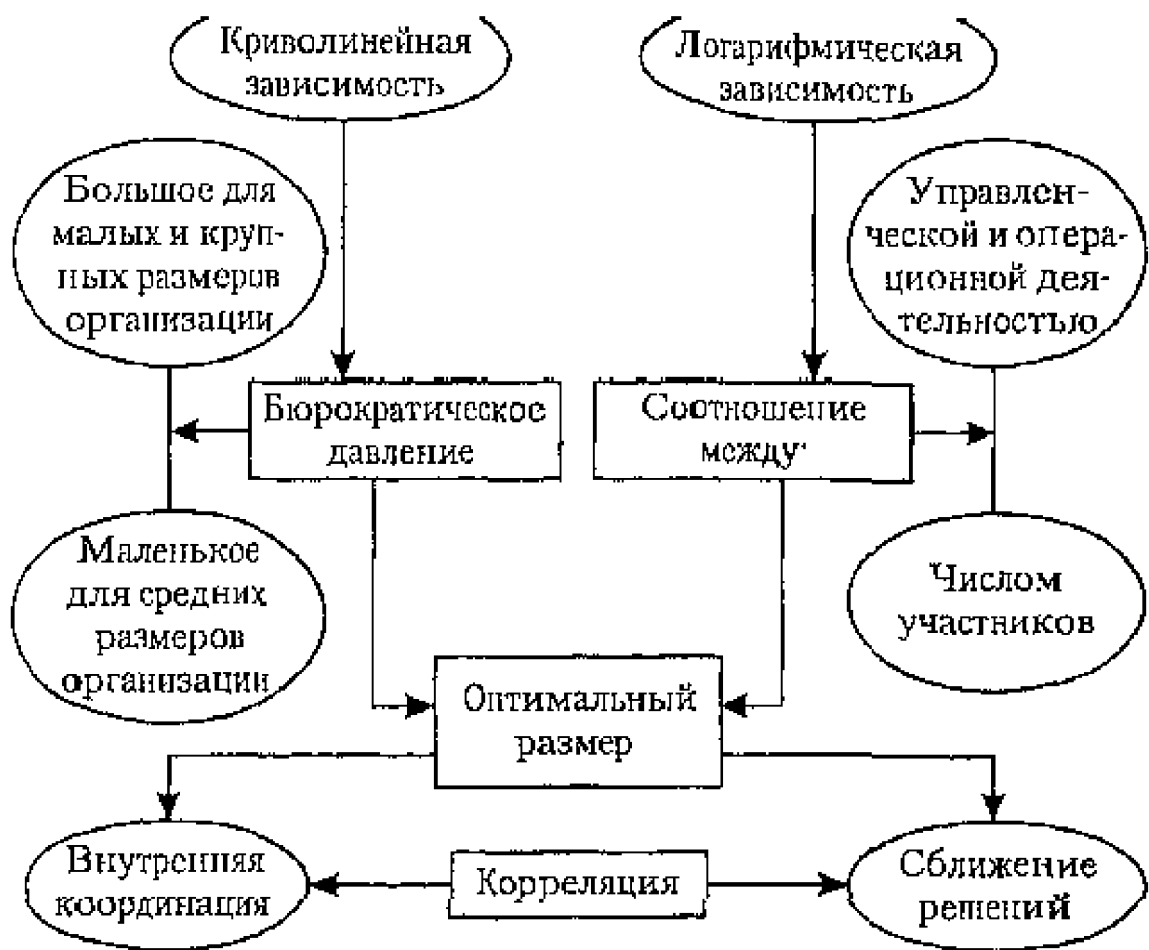 Криволинейная
зависимость
Логарифмическая
зависимость
Большое для
малых и круп-
ных размеров
организации
Управлен-
ческой и опера-
ционной дея-
тельностью
Бюрократическое
давление
Соотношение
между
Маленькое
для средних
размеров
организации
Числом
участников
Оптимальный
размер
Внутренняя
координация
Корреляция
Сближение
решений